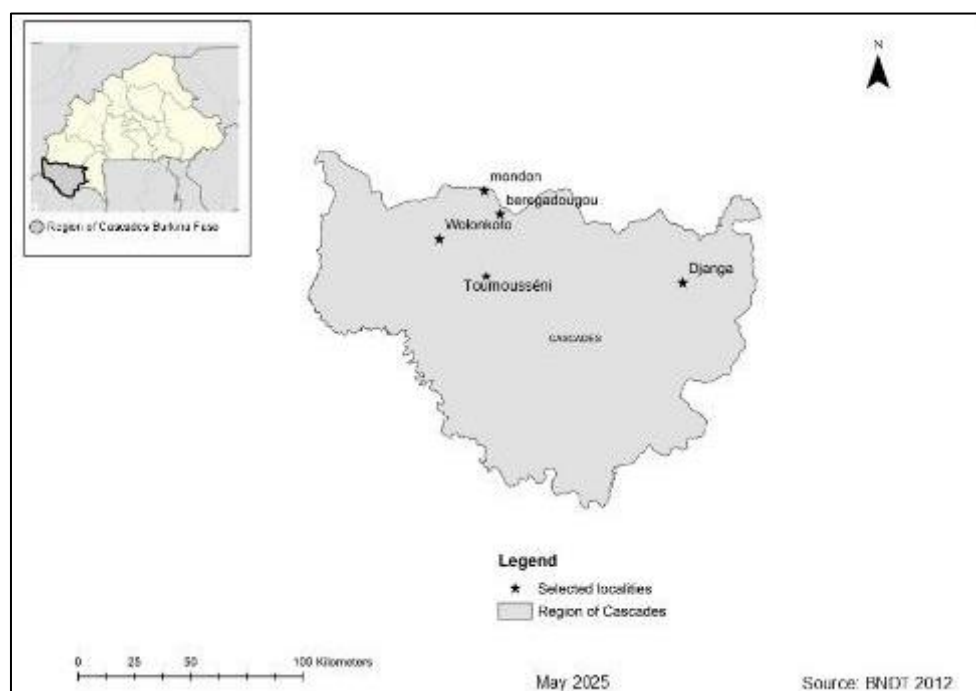 Region of Cascades Burkina Faso
N
mondon
beregadougou
Wolonkoto
Toumousséni
Djanga
CASCADES
Legend
Selected localities
Region of Cascades
0 25 50 100 Kilometers
May 2025
Source: BNDT 2012